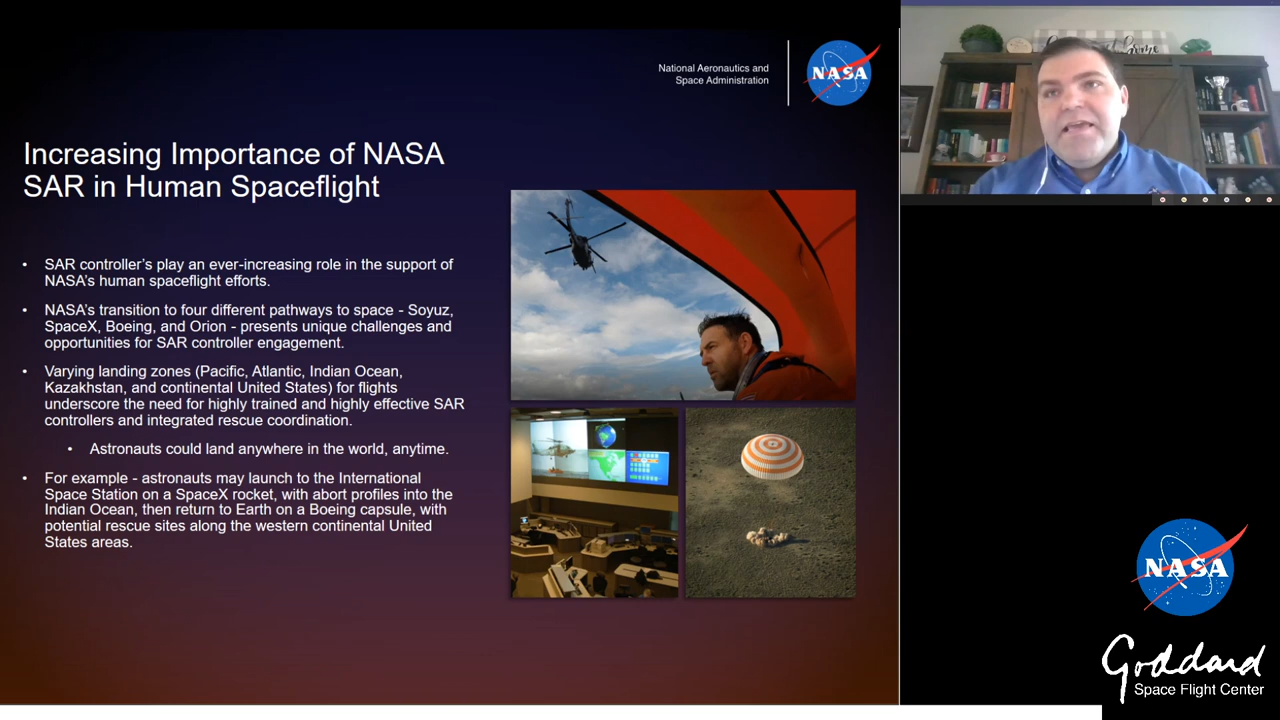 National Aeronautics and
Space Administration
NASA
Increasing Importance of NASA
SAR in Human Spaceflight
• SAR controller’s play an ever-increasing role in the support of
NASA’s human spaceflight efforts.
• NASA’s transition to four different pathways to space - Soyuz,
SpaceX, Boeing, and Orion - presents unique challenges and
opportunities for SAR controller engagement.
• Varying landing zones (Pacific, Atlantic, Indian Ocean,
Kazakhstan, and continental United States) for flights
underscore the need for highly trained and highly effective SAR
controllers and integrated rescue coordination.
• Astronauts could land anywhere in the world, anytime.
• For example - astronauts may launch to the International
Space Station on a SpaceX rocket, with abort profiles into the
Indian Ocean, then return to Earth on a Boeing capsule, with
potential rescue sites along the western continental United
States areas.
NASA
Goddard
Space Flight Center